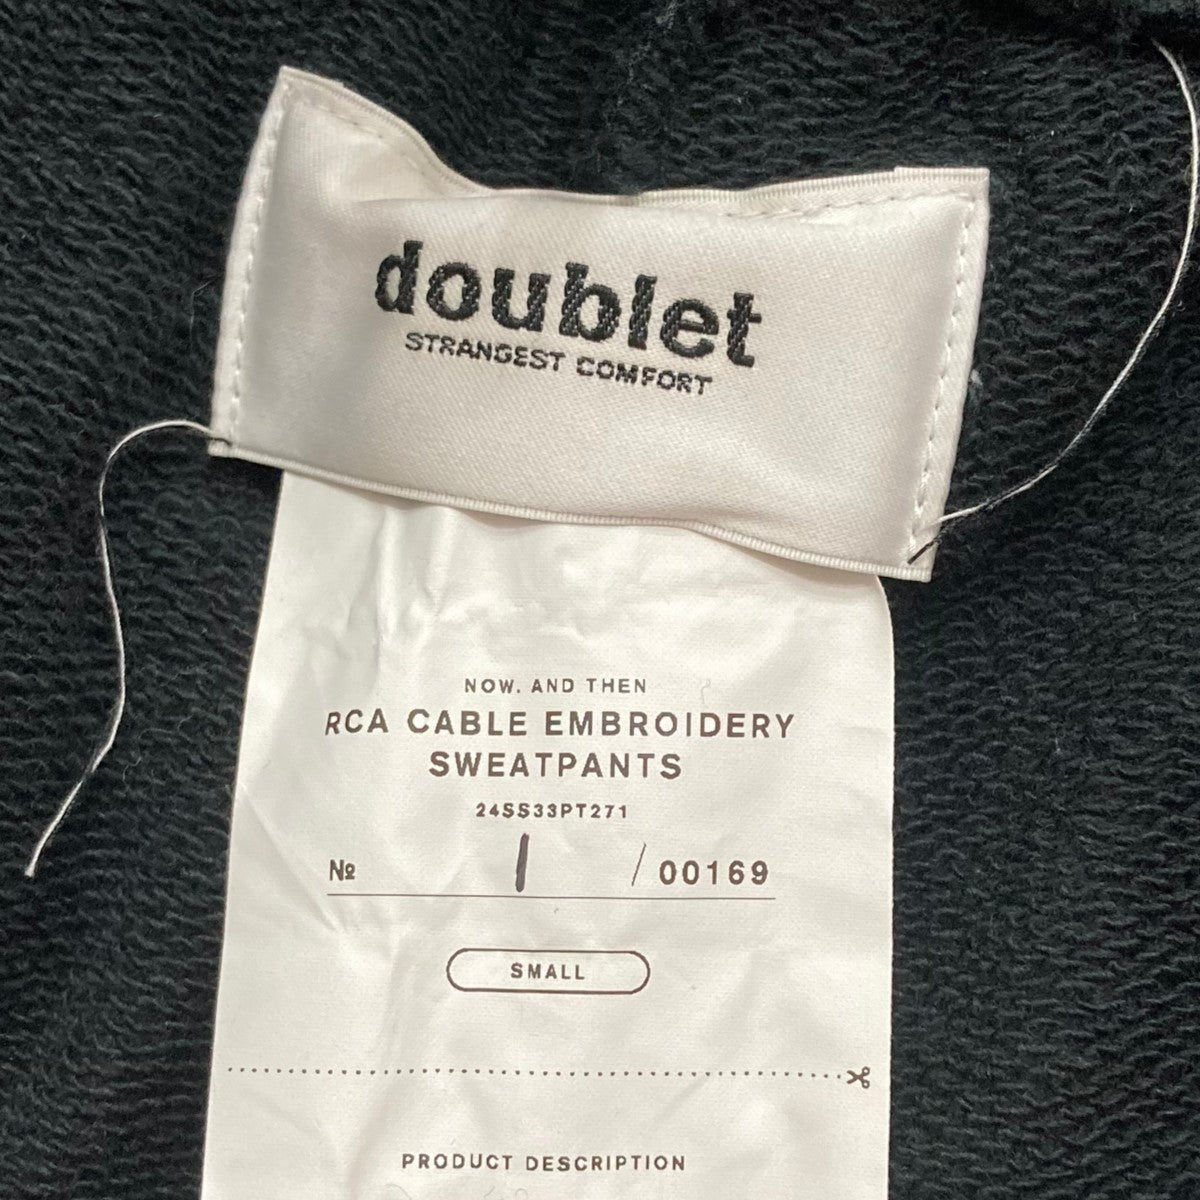 doublet
STRANGEST COMFORT
NOW, AND THEN
RCA CABLE EMBROIDERY
SWEATPANTS
24SS33PT271
№ 1 / 00169
SMALL
PRODUCT DESCRIPTION